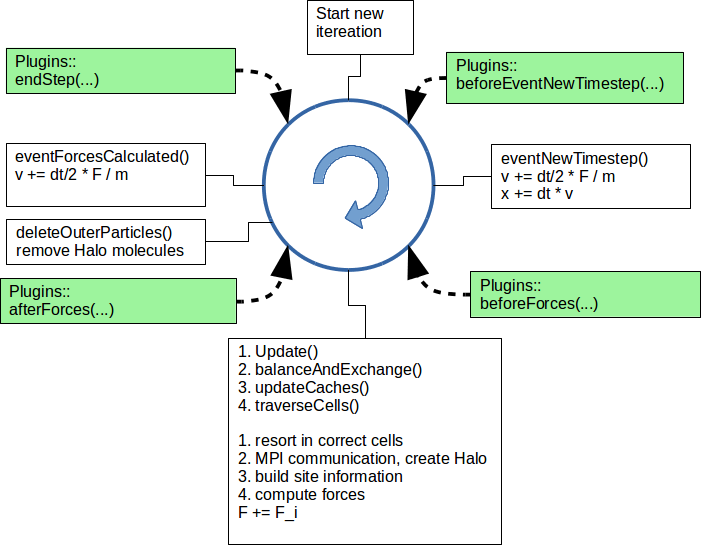 Start new
itereation
Plugins::
endStep(...)
Plugins::
beforeEventNewTimestep(...)
eventForcesCalculated()
v += dt/2 * F / m
eventNewTimestep()
v += dt/2 * F / m
x += dt * v
deleteOuterParticles()
remove Halo molecules
Plugins::
afterForces(...)
Plugins::
beforeForces(...)
1. Update()
2. balanceAndExchange()
3. updateCaches()
4. traverseCells()
1. resort in correct cells
2. MPI communication, create Halo
3. build site information
4. compute forces
F += F_i